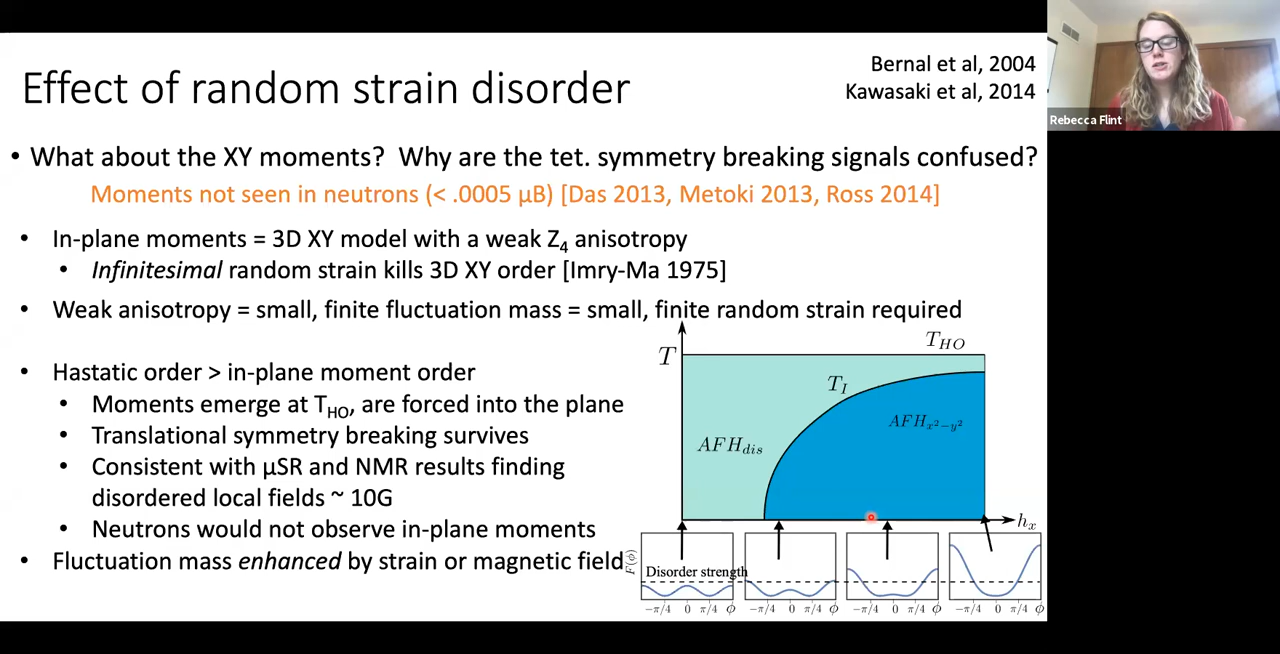 Effect of random strain disorder
Bernal et al, 2004
Kawasaki et al, 2014
Rebecca Flint
• What about the XY moments? Why are the tet. symmetry breaking signals confused?
Moments not seen in neutrons (< .0005 μB) [Das 2013, Metoki 2013, Ross 2014]
• In-plane moments = 3D XY model with a weak Z₄ anisotropy
• Infinitesimal random strain kills 3D XY order [Imry-Ma 1975]
• Weak anisotropy = small, finite fluctuation mass = small, finite random strain required
• Hastatic order > in-plane moment order
• Moments emerge at T_HO, are forced into the plane
• Translational symmetry breaking survives
• Consistent with μSR and NMR results finding
disordered local fields ~ 10G
• Neutrons would not observe in-plane moments
• Fluctuation mass enhanced by strain or magnetic field
T
T_HO
T_I
AFH_dis
AFH_x²−y²
h_x
F(ϕ)
Disorder strength
−π/4 0 π/4 ϕ
−π/4 0 π/4 ϕ
−π/4 0 π/4 ϕ
−π/4 0 π/4 ϕ